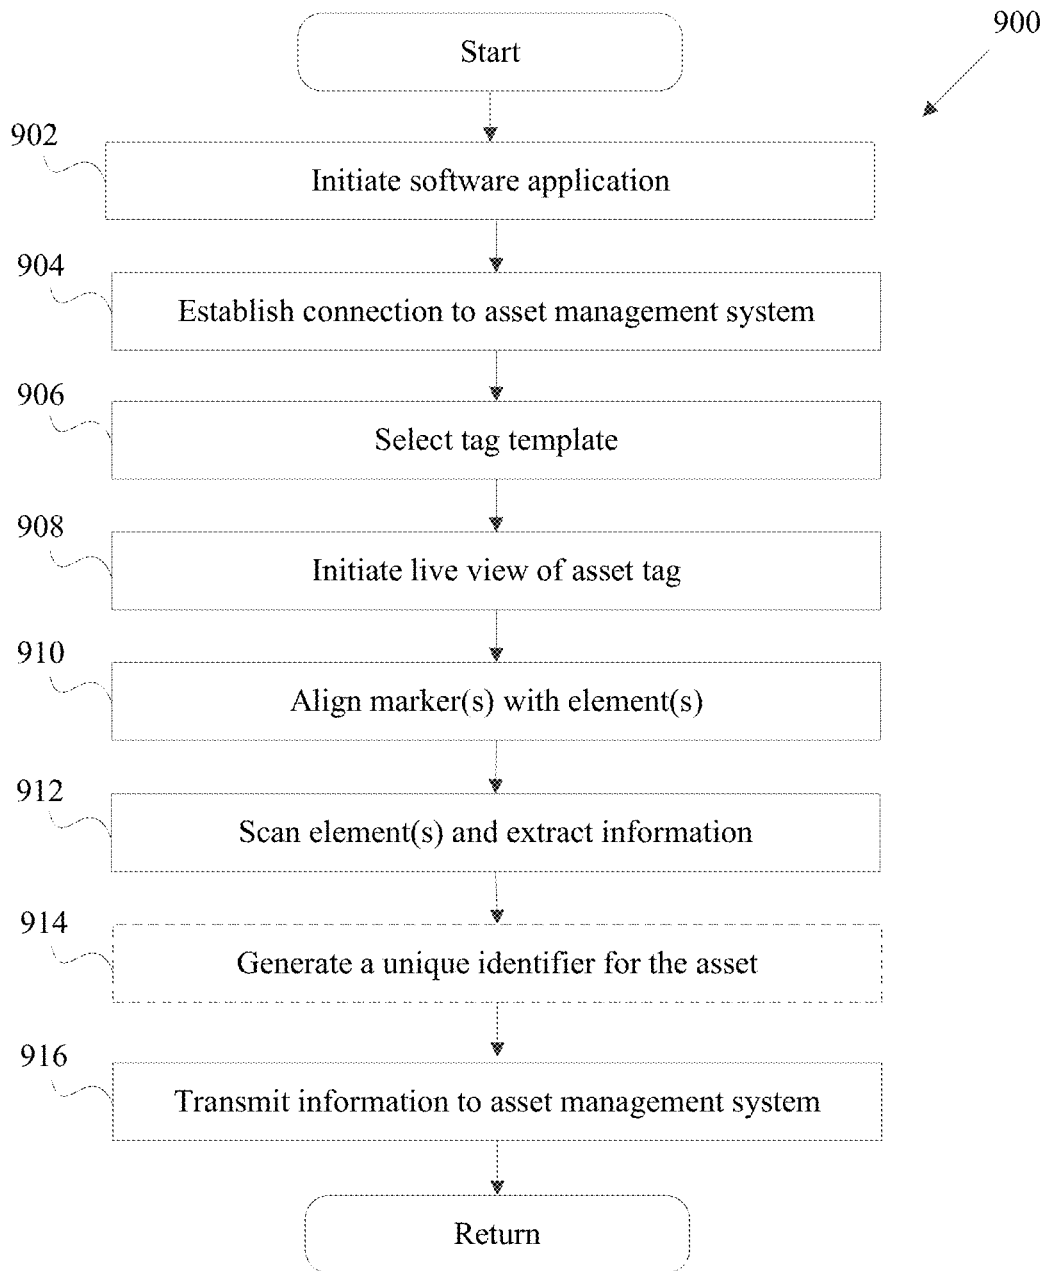 Start
900
902
Initiate software application
904
Establish connection to asset management system
906
Select tag template
908
Initiate live view of asset tag
910
Align marker(s) with element(s)
912
Scan element(s) and extract information
914
Generate a unique identifier for the asset
916
Transmit information to asset management system
Return